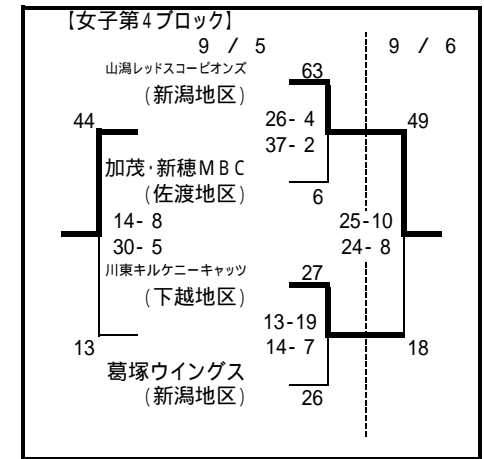 【女子第4ブロック】
9 / 5
9 / 6
山潟レッドスコーピオンズ
63
(新潟地区)
44
26- 4
49
37- 2
加茂・新穂MBC
(佐渡地区)
6
14- 8
25-10
30- 5
24- 8
川東キルケニーキャッツ
27
(下越地区)
13-19
13
14- 7
18
葛塚ウイングス
(新潟地区)
26